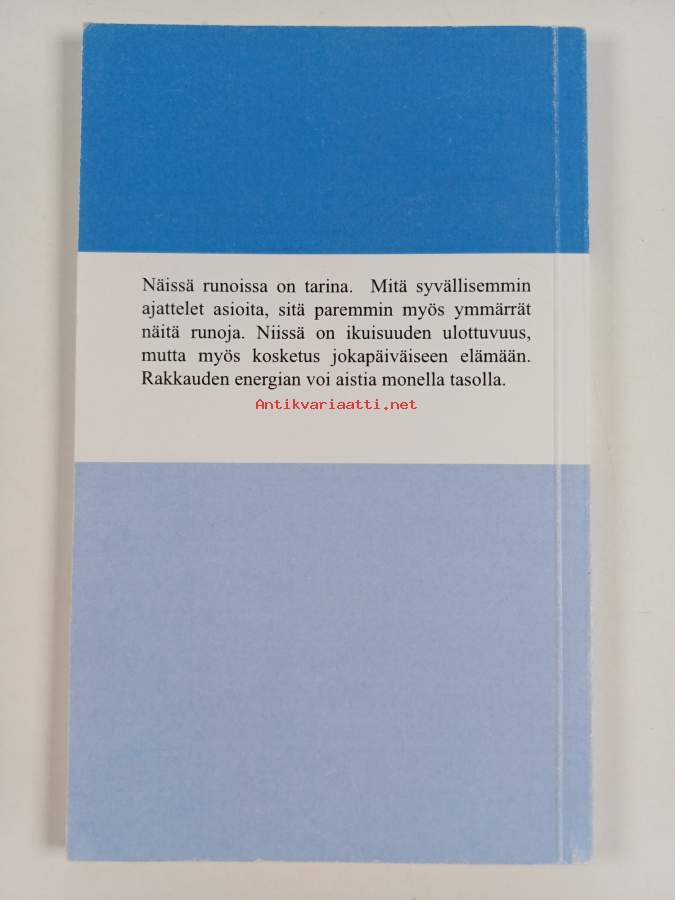 Näissä runoissa on tarina. Mitä syvällisemmin
ajattelet asioita, sitä paremmin myös ymmärrät
näitä runoja. Niissä on ikuisuuden ulottuvuus,
mutta myös kosketus jokapäiväiseen elämään.
Rakkauden energian voi aistia monella tasolla.
Antikvariaatti.net